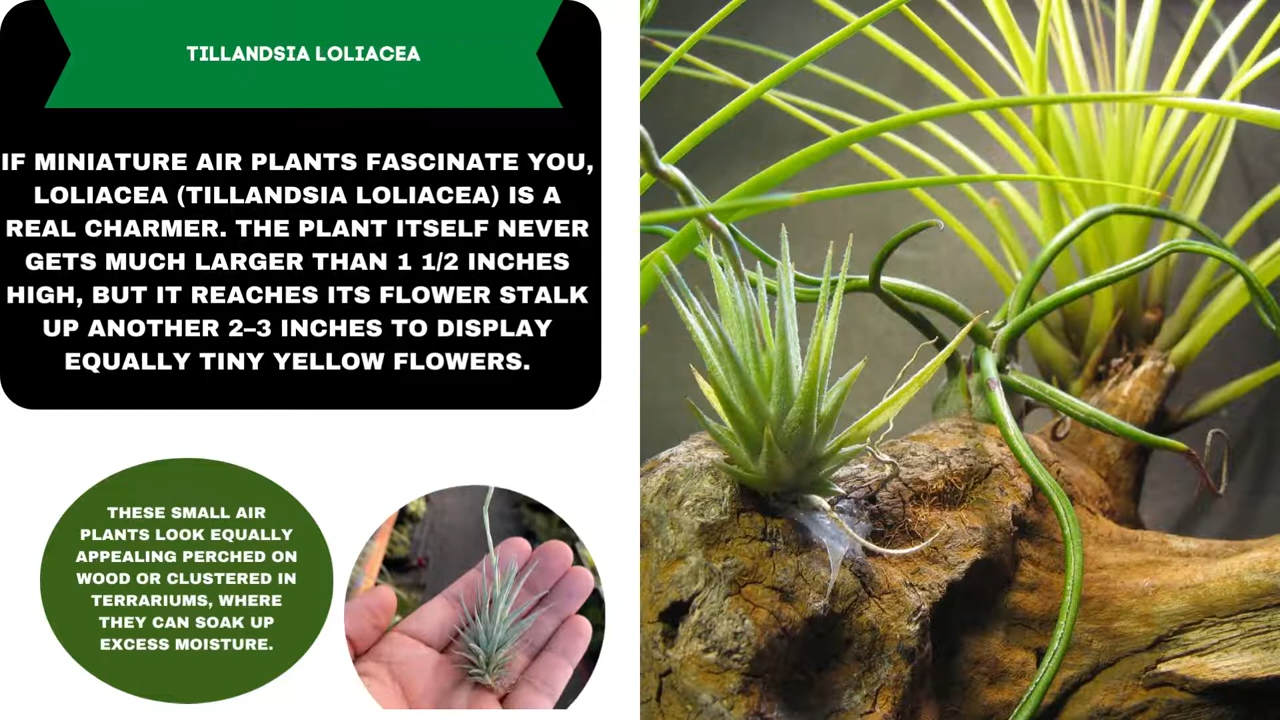 TILLANDSIA LOLIACEA
IF MINIATURE AIR PLANTS FASCINATE YOU,
LOLIACEA (TILLANDSIA LOLIACEA) IS A
REAL CHARMER. THE PLANT ITSELF NEVER
GETS MUCH LARGER THAN 1 1/2 INCHES
HIGH, BUT IT REACHES ITS FLOWER STALK
UP ANOTHER 2–3 INCHES TO DISPLAY
EQUALLY TINY YELLOW FLOWERS.
THESE SMALL AIR
PLANTS LOOK EQUALLY
APPEALING PERCHED ON
WOOD OR CLUSTERED IN
TERRARIUMS, WHERE
THEY CAN SOAK UP
EXCESS MOISTURE.